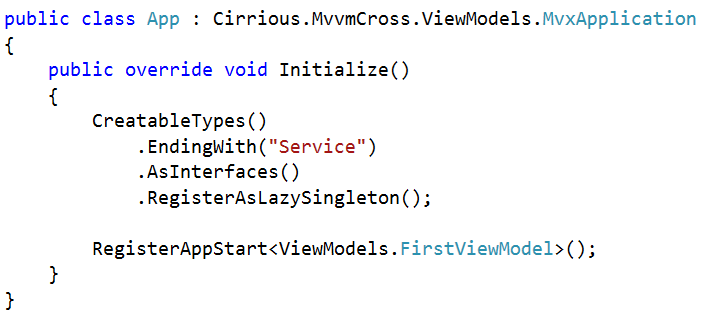 public class App : Cirrious.MvvmCross.ViewModels.MvxApplication
{
    public override void Initialize()
    {
        CreatableTypes()
            .EndingWith("Service")
            .AsInterfaces()
            .RegisterAsLazySingleton();

        RegisterAppStart<ViewModels.FirstViewModel>();
    }
}